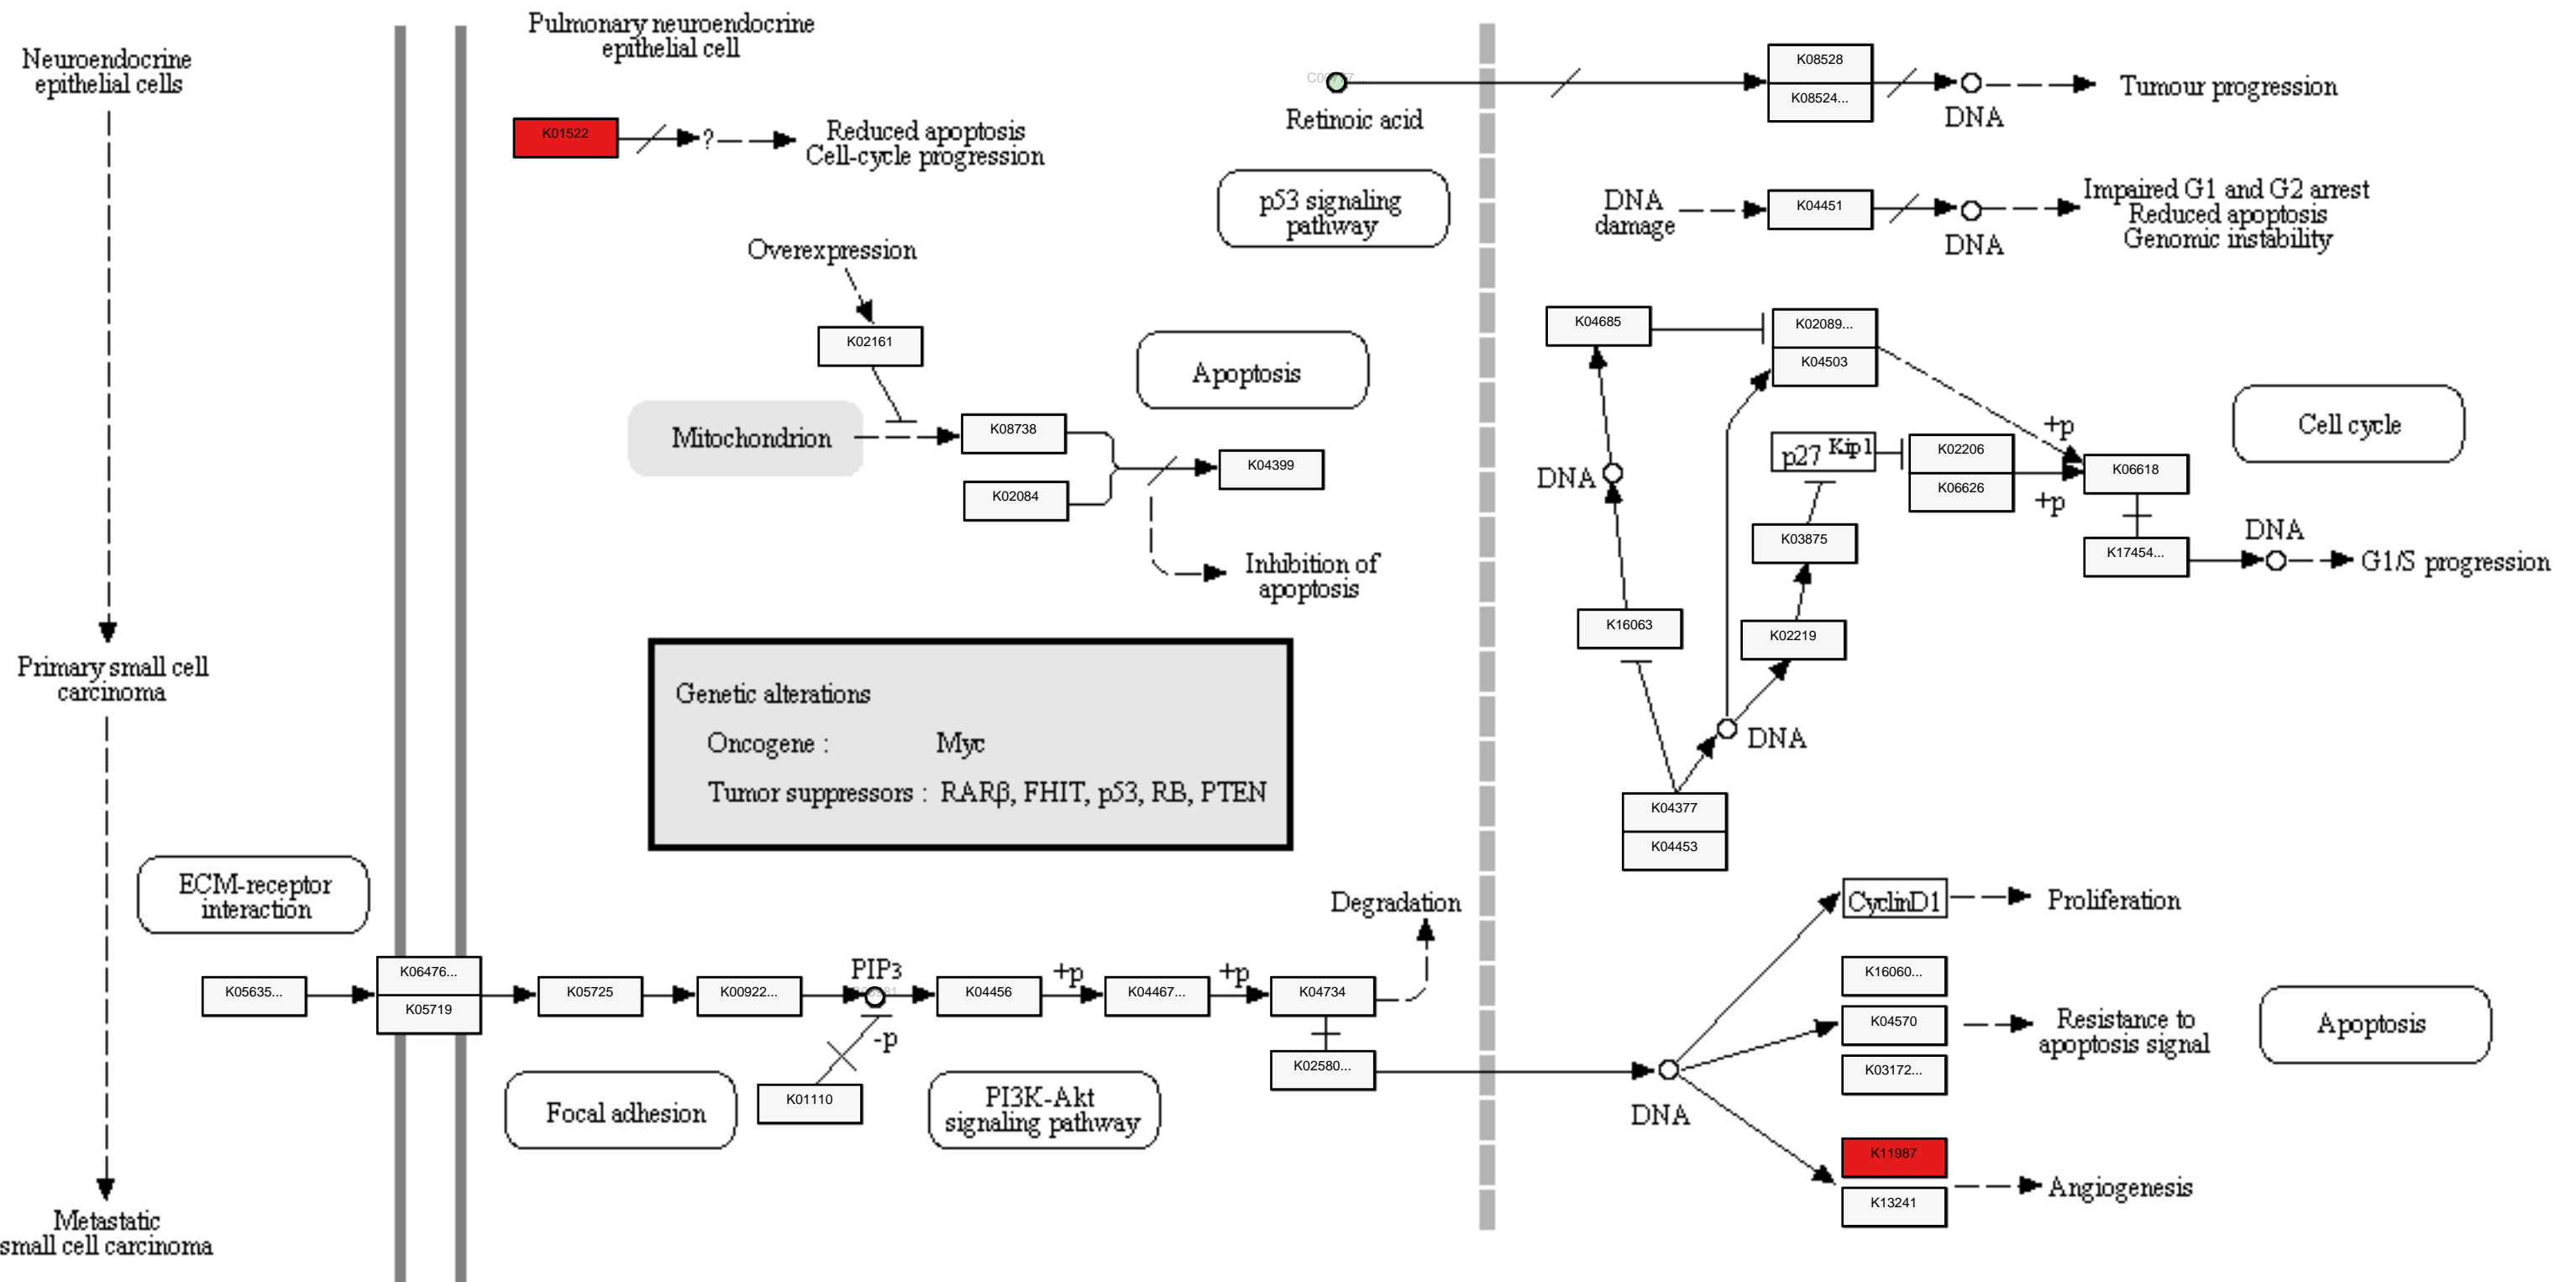 Neuroendocrine
epithelial cells
Primary small cell
carcinoma
Metastatic
small cell carcinoma
Pulmonary neuroendocrine
epithelial cell
K01522
?
Reduced apoptosis
Cell-cycle progression
Retinoic acid
K08528
K08524...
DNA
Tumour progression
p53 signaling
pathway
DNA
damage
K04451
DNA
Impaired G1 and G2 arrest
Reduced apoptosis
Genomic instability
Overexpression
K02161
Mitochondrion
K08738
K02084
K04399
Apoptosis
Inhibition of
apoptosis
K04685
K02089...
K04503
DNA
p27 Kip1
K02206
K06626
+p
+p
K06618
Cell cycle
K03875
K17454...
DNA
G1/S progression
K16063
K02219
DNA
K04377
K04453
Genetic alterations
Oncogene : Myc
Tumor suppressors : RARβ, FHIT, p53, RB, PTEN
ECM-receptor
interaction
K05635...
K06476...
K05719
K05725
K00922...
PIP3
K04456
+p
K04467...
+p
K04734
Degradation
-p
K01110
K02580...
Focal adhesion
PI3K-Akt
signaling pathway
DNA
CyclinD1
Proliferation
K16060...
K04570
K03172...
Resistance to
apoptosis signal
Apoptosis
K11987
K13241
Angiogenesis